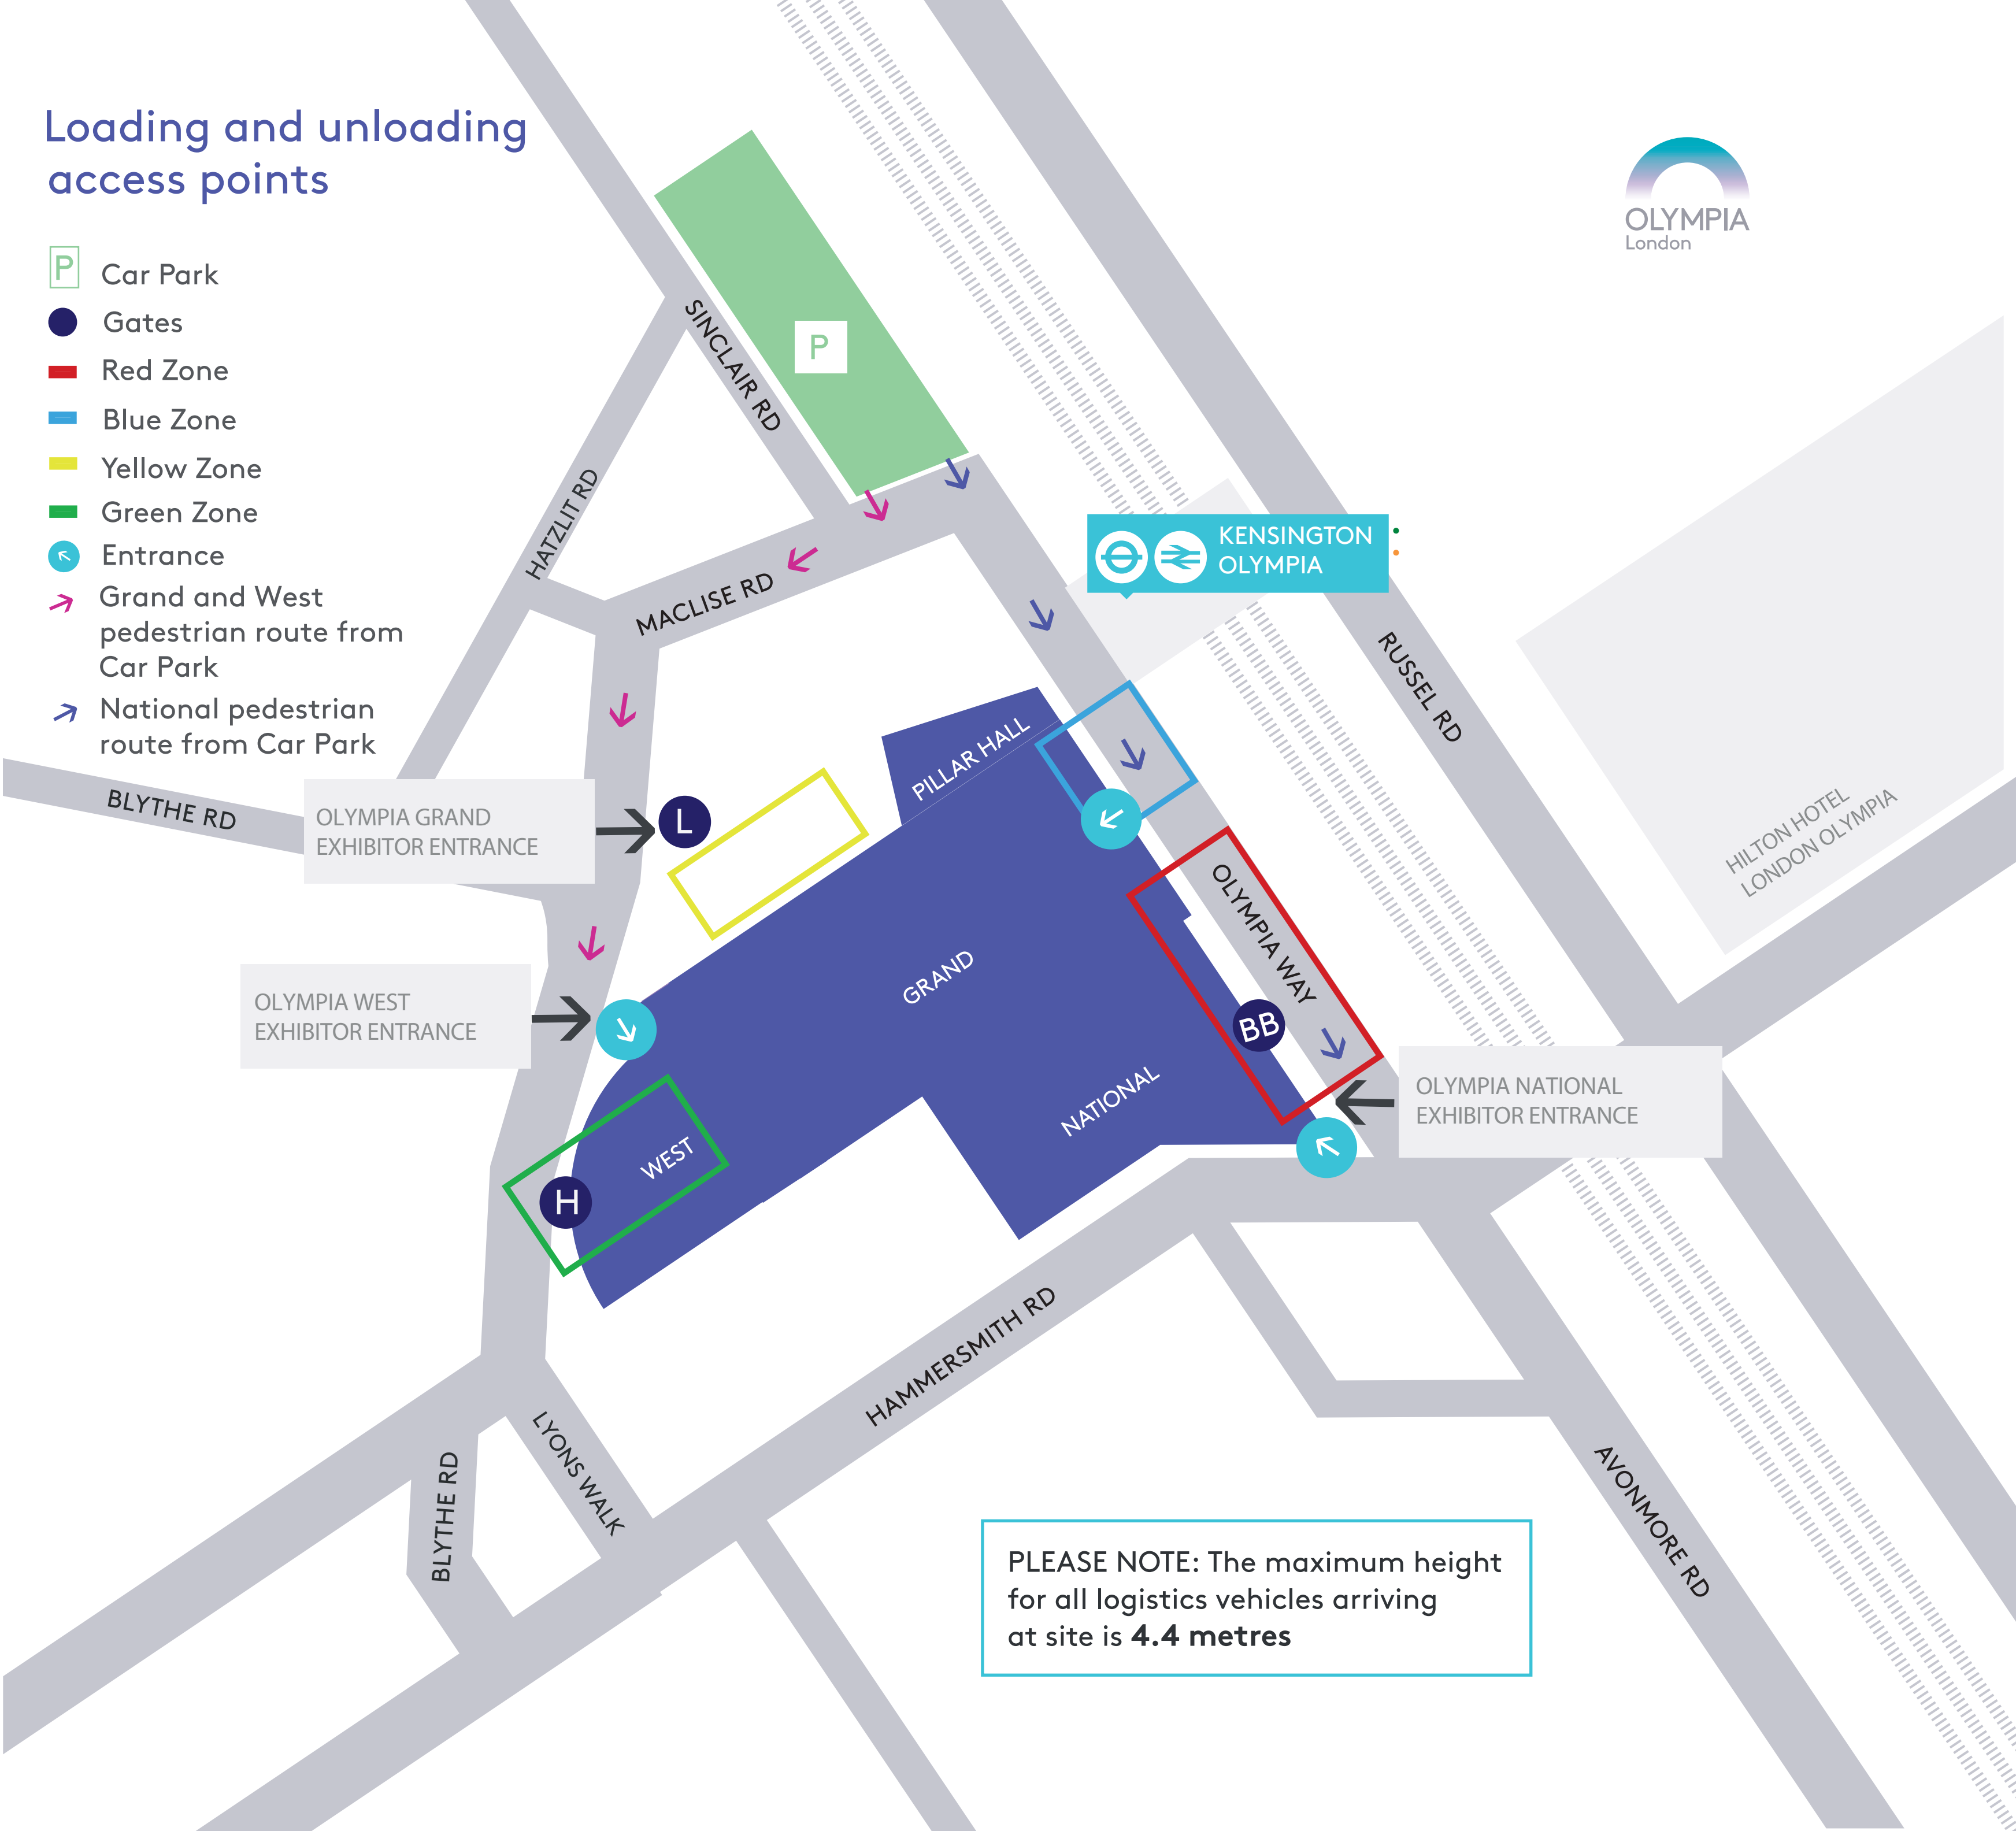 Loading and unloading
access points
P
Car Park
Gates
Red Zone
Blue Zone
Yellow Zone
Green Zone
Entrance
Grand and West
pedestrian route from
Car Park
National pedestrian
route from Car Park
OLYMPIA
London
P
SINCLAIR RD
HATZLIT RD
MACLISE RD
KENSINGTON
OLYMPIA
RUSSEL RD
HILTON HOTEL
LONDON OLYMPIA
BLYTHE RD
OLYMPIA GRAND
EXHIBITOR ENTRANCE
L
PILLAR HALL
OLYMPIA WAY
GRAND
OLYMPIA WEST
EXHIBITOR ENTRANCE
BB
NATIONAL
OLYMPIA NATIONAL
EXHIBITOR ENTRANCE
WEST
H
HAMMERSMITH RD
LYONS WALK
BLYTHE RD
AVONMORE RD
PLEASE NOTE: The maximum height
for all logistics vehicles arriving
at site is 4.4 metres